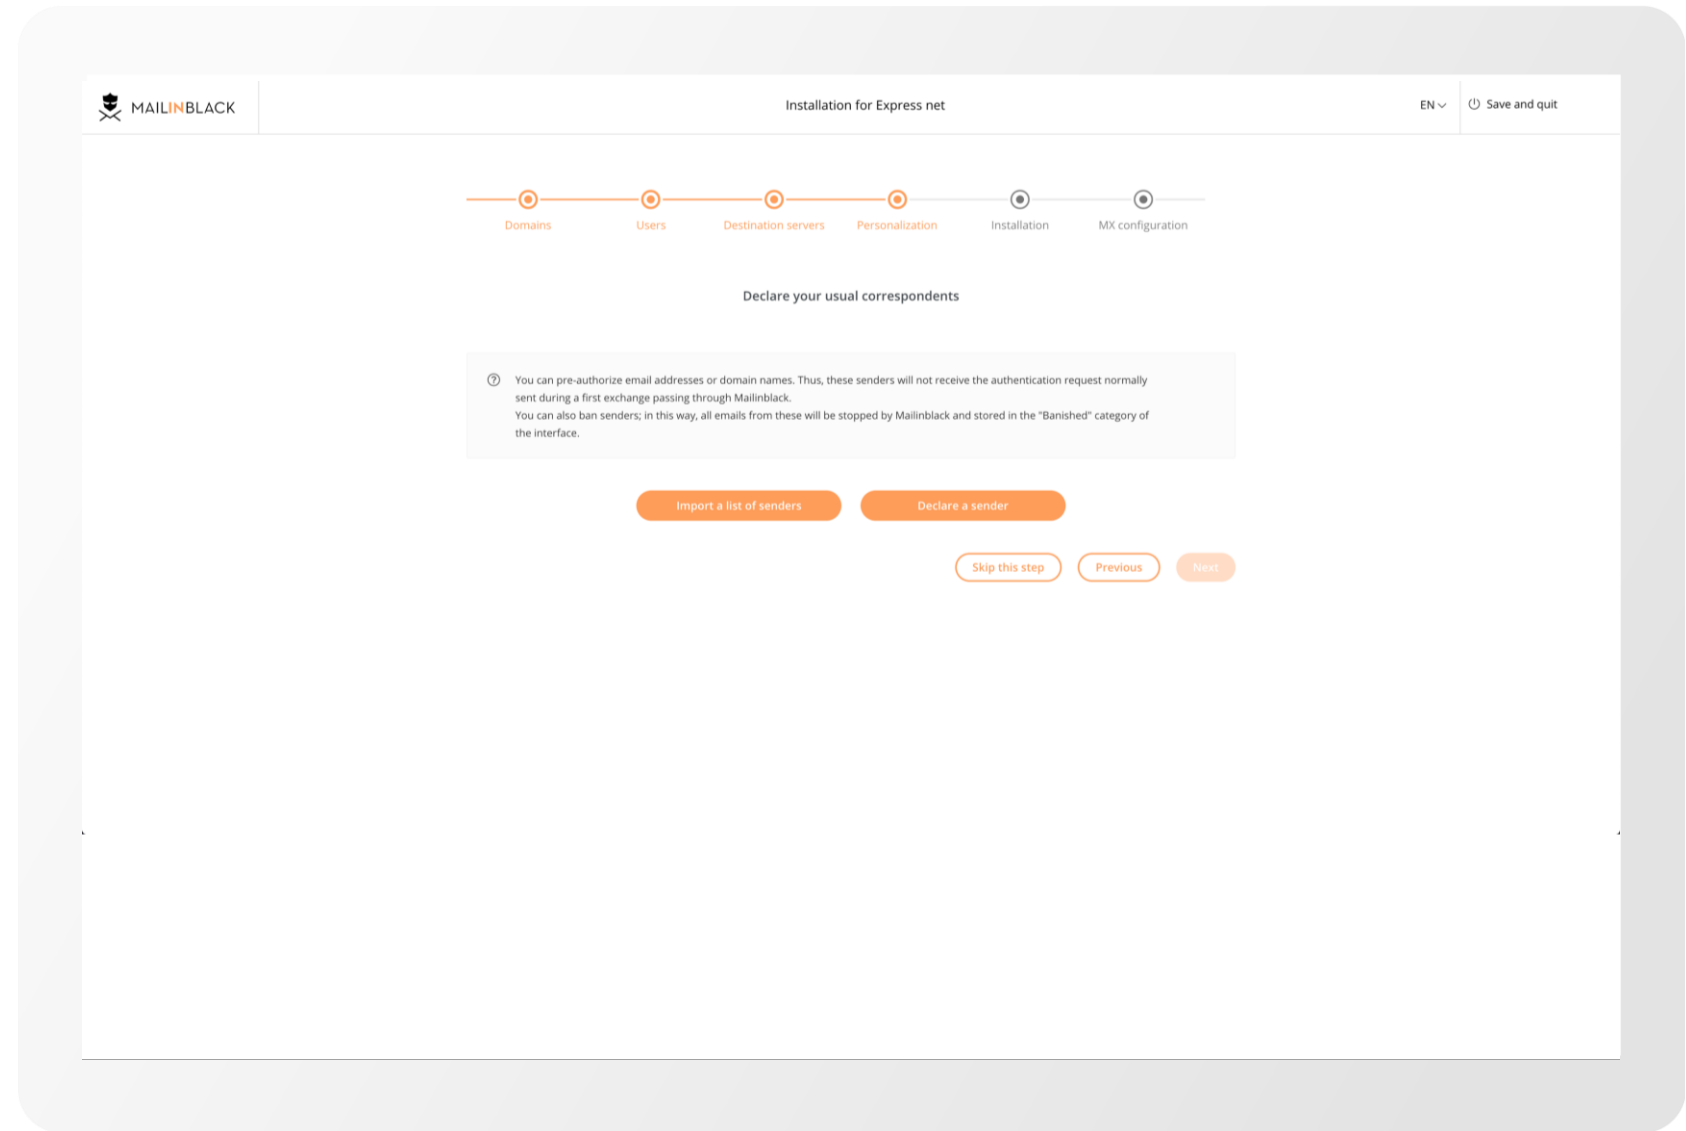 MAILINBLACK
Installation for Express net
EN
Save and quit
Domains
Users
Destination servers
Personalization
Installation
MX configuration
Declare your usual correspondents
You can pre-authorize email addresses or domain names. Thus, these senders will not receive the authentication request normally
sent during a first exchange passing through Mailinblack.
You can also ban senders; in this way, all emails from these will be stopped by Mailinblack and stored in the "Banished" category of
the interface.
Import a list of senders
Declare a sender
Skip this step
Previous
Next